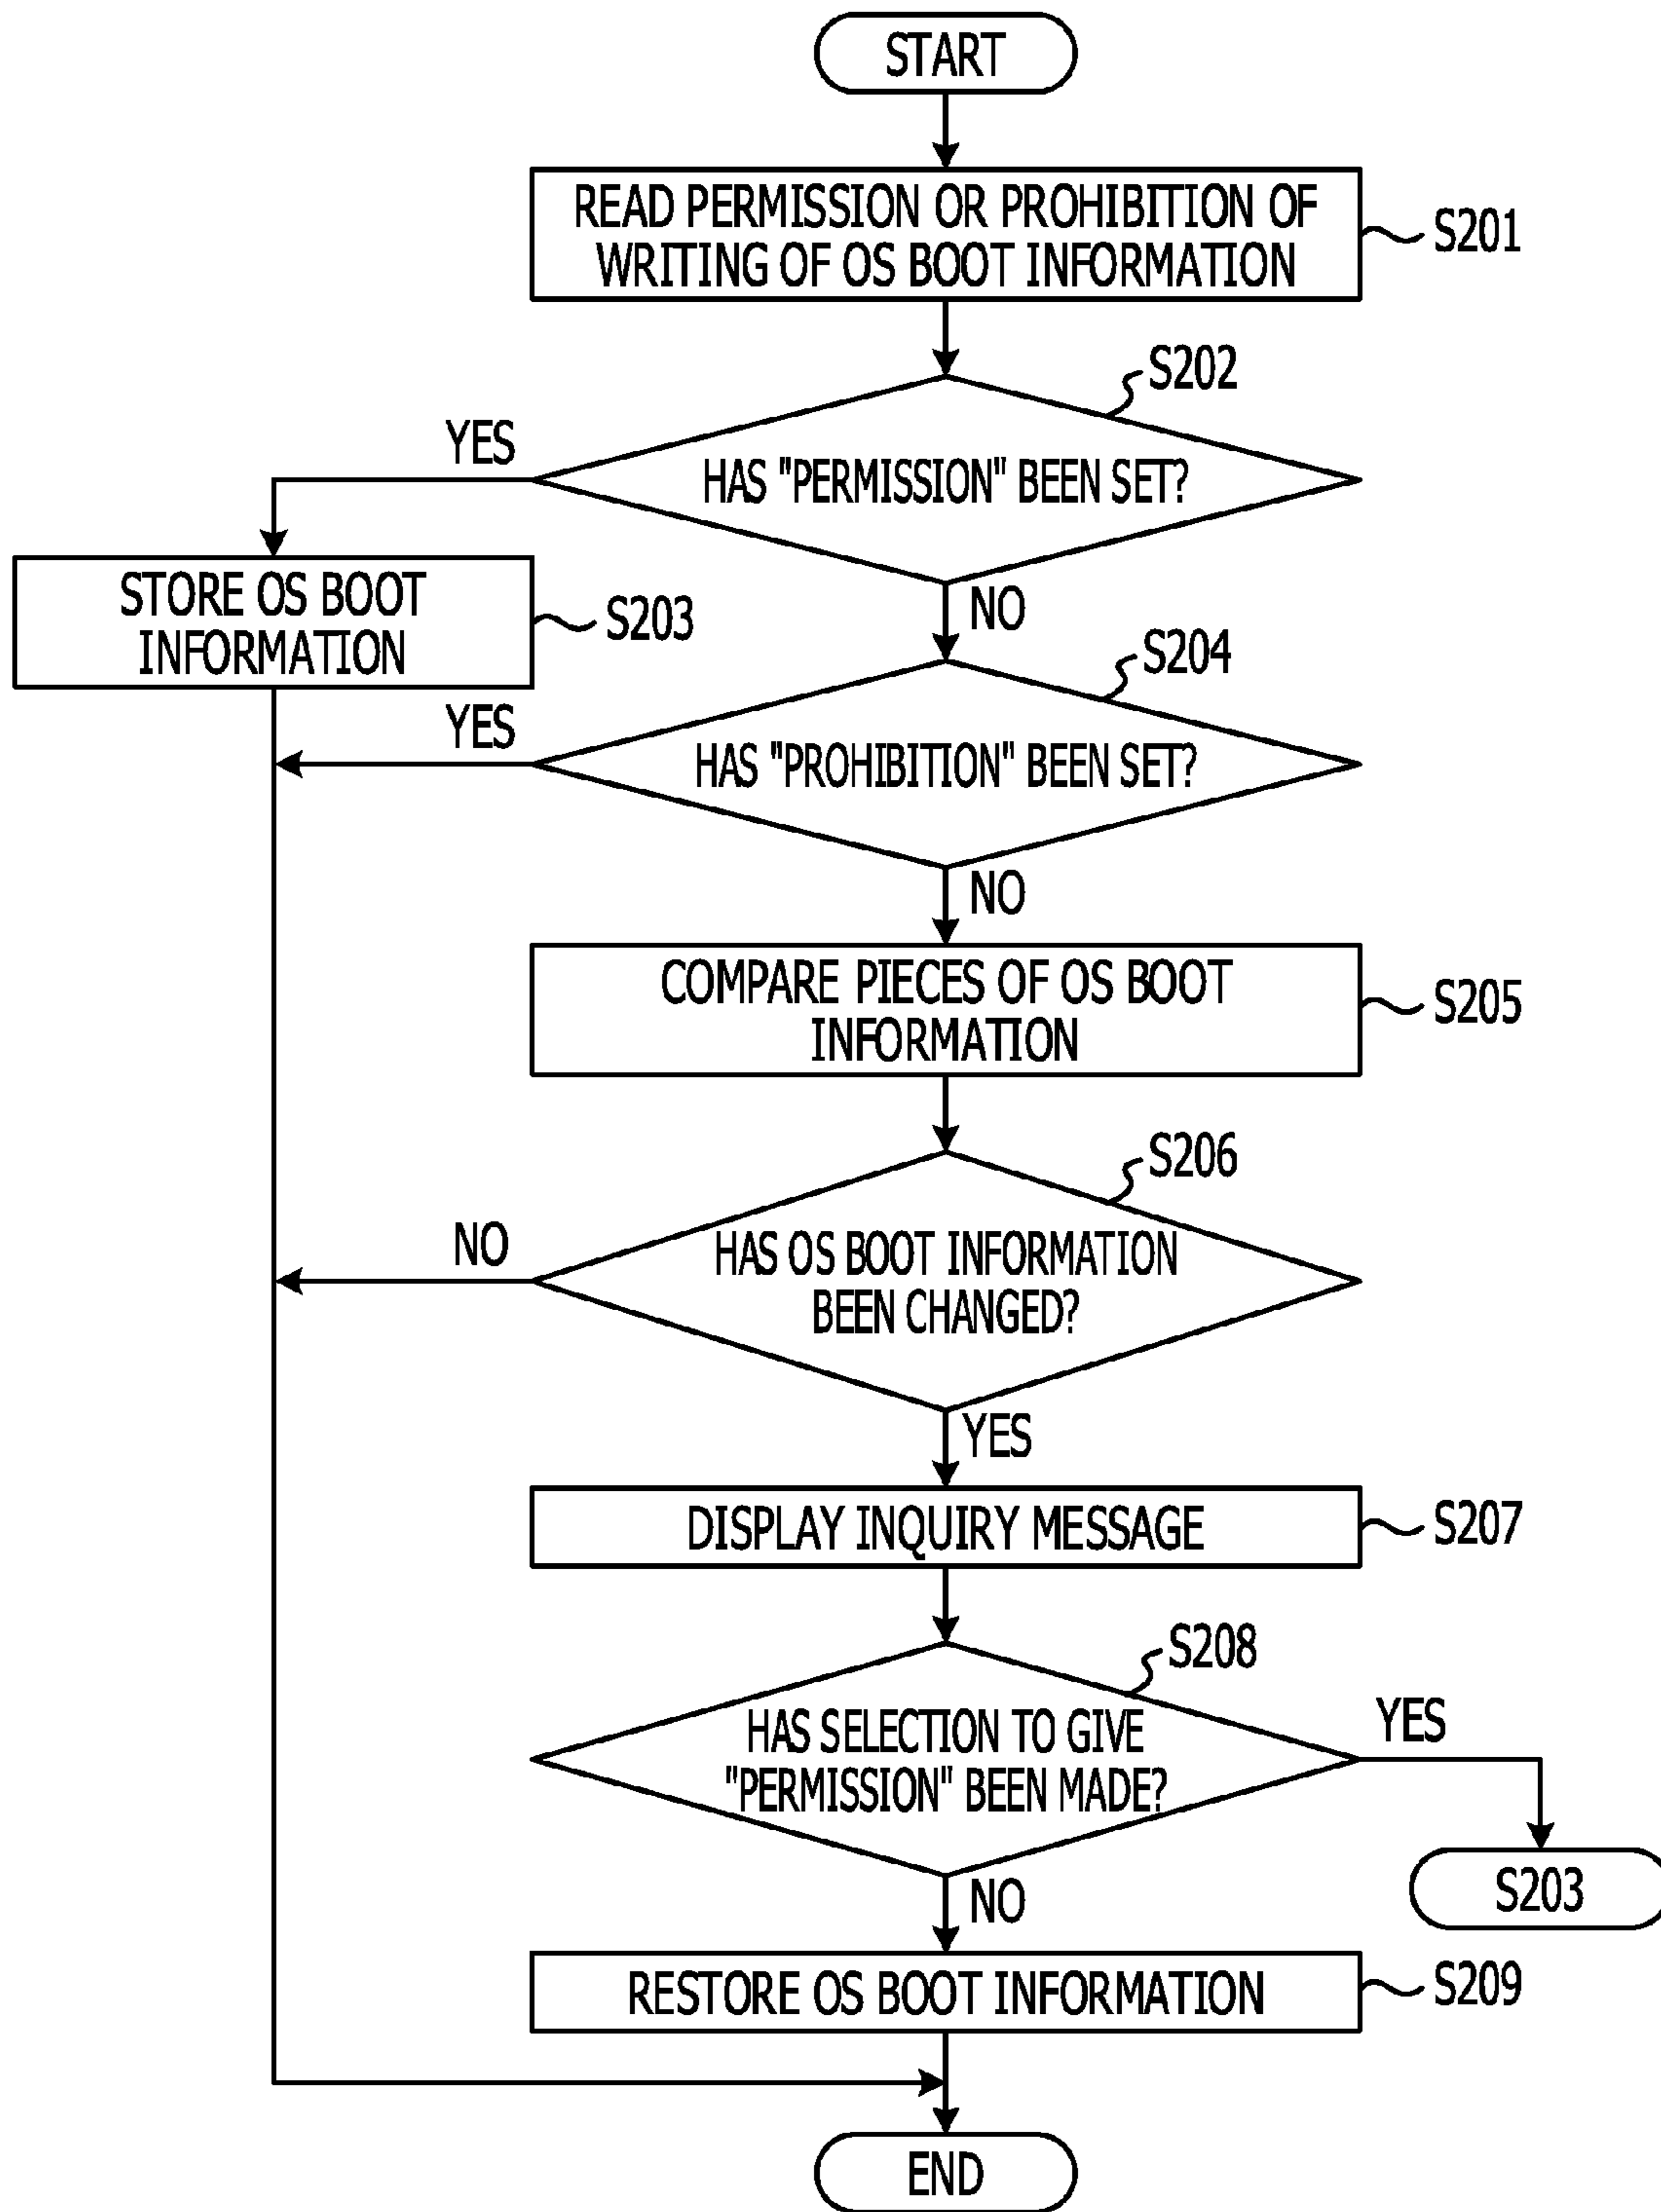 START
READ PERMISSION OR PROHIBITION OF
WRITING OF OS BOOT INFORMATION
S201
S202
YES
HAS "PERMISSION" BEEN SET?
STORE OS BOOT
INFORMATION
S203
NO
S204
YES
HAS "PROHIBITION" BEEN SET?
NO
COMPARE PIECES OF OS BOOT
INFORMATION
S205
S206
NO
HAS OS BOOT INFORMATION
BEEN CHANGED?
YES
DISPLAY INQUIRY MESSAGE
S207
S208
HAS SELECTION TO GIVE
"PERMISSION" BEEN MADE?
YES
S203
NO
RESTORE OS BOOT INFORMATION
S209
END